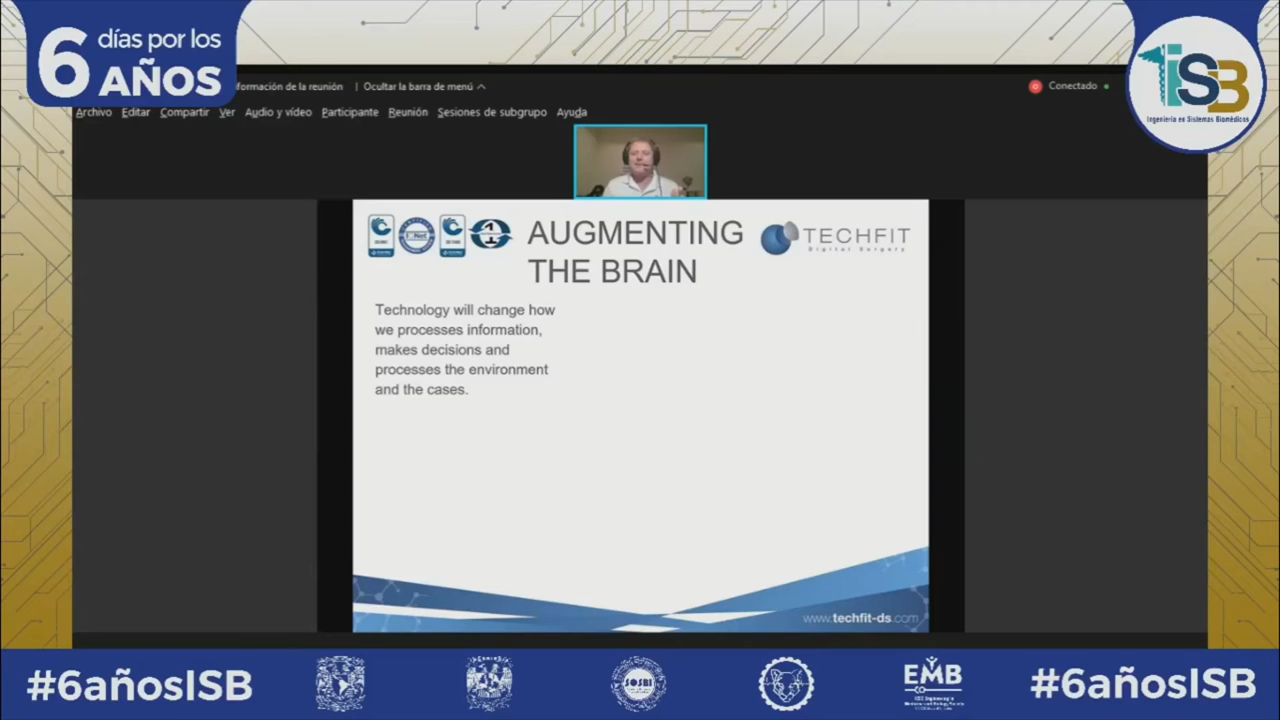 6 días por los
AÑOS
formación de la reunión | Ocultar la barra de menú
Conectado
Archivo Editar Compartir Ver Audio y vídeo Participante Reunión Sesiones de subgrupo Ayuda
iSB
Ingeniería en Sistemas Biomédicos
AUGMENTING
THE BRAIN
TECHFIT
Digital Surgery
Technology will change how
we processes information,
makes decisions and
processes the environment
and the cases.
www.techfit-ds.com
#6añosISB
SOSBI
EMB
#6añosISB